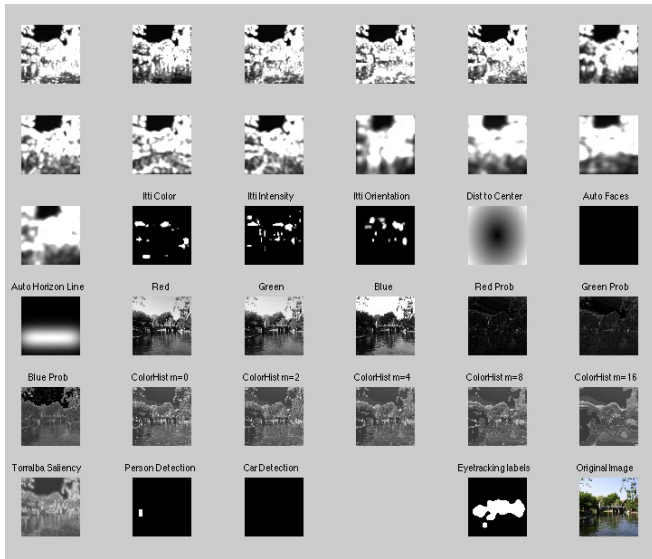 Itti Color
Itti Intensity
Itti Orientation
Dist to Center
Auto Faces
Auto Horizon Line
Red
Green
Blue
Red Prob
Green Prob
Blue Prob
ColorHist m=0
ColorHist m=2
ColorHist m=4
ColorHist m=8
ColorHist m=16
Torralba Saliency
Person Detection
Car Detection
Eyetracking labels
Original Image